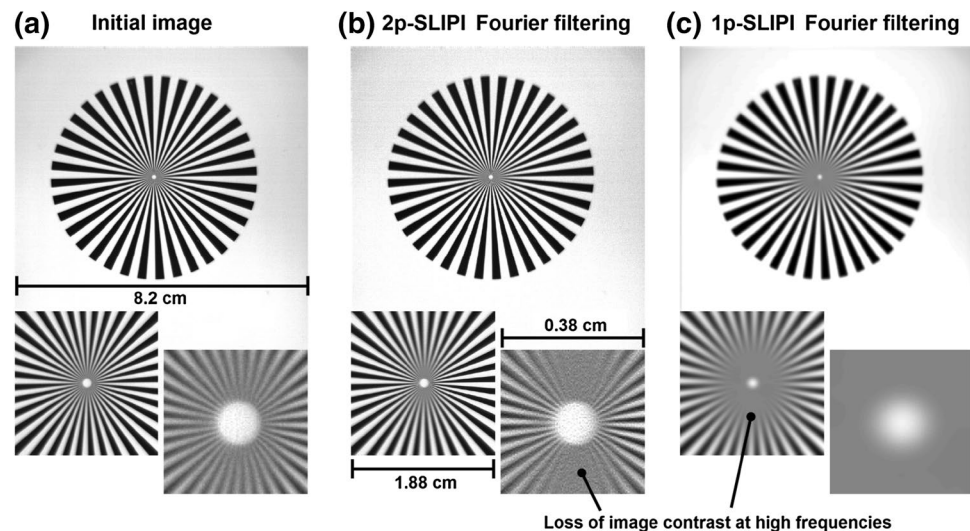 (a) Initial image
(b) 2p-SLIPI Fourier filtering
(c) 1p-SLIPI Fourier filtering
8.2 cm
0.38 cm
1.88 cm
Loss of image contrast at high frequencies